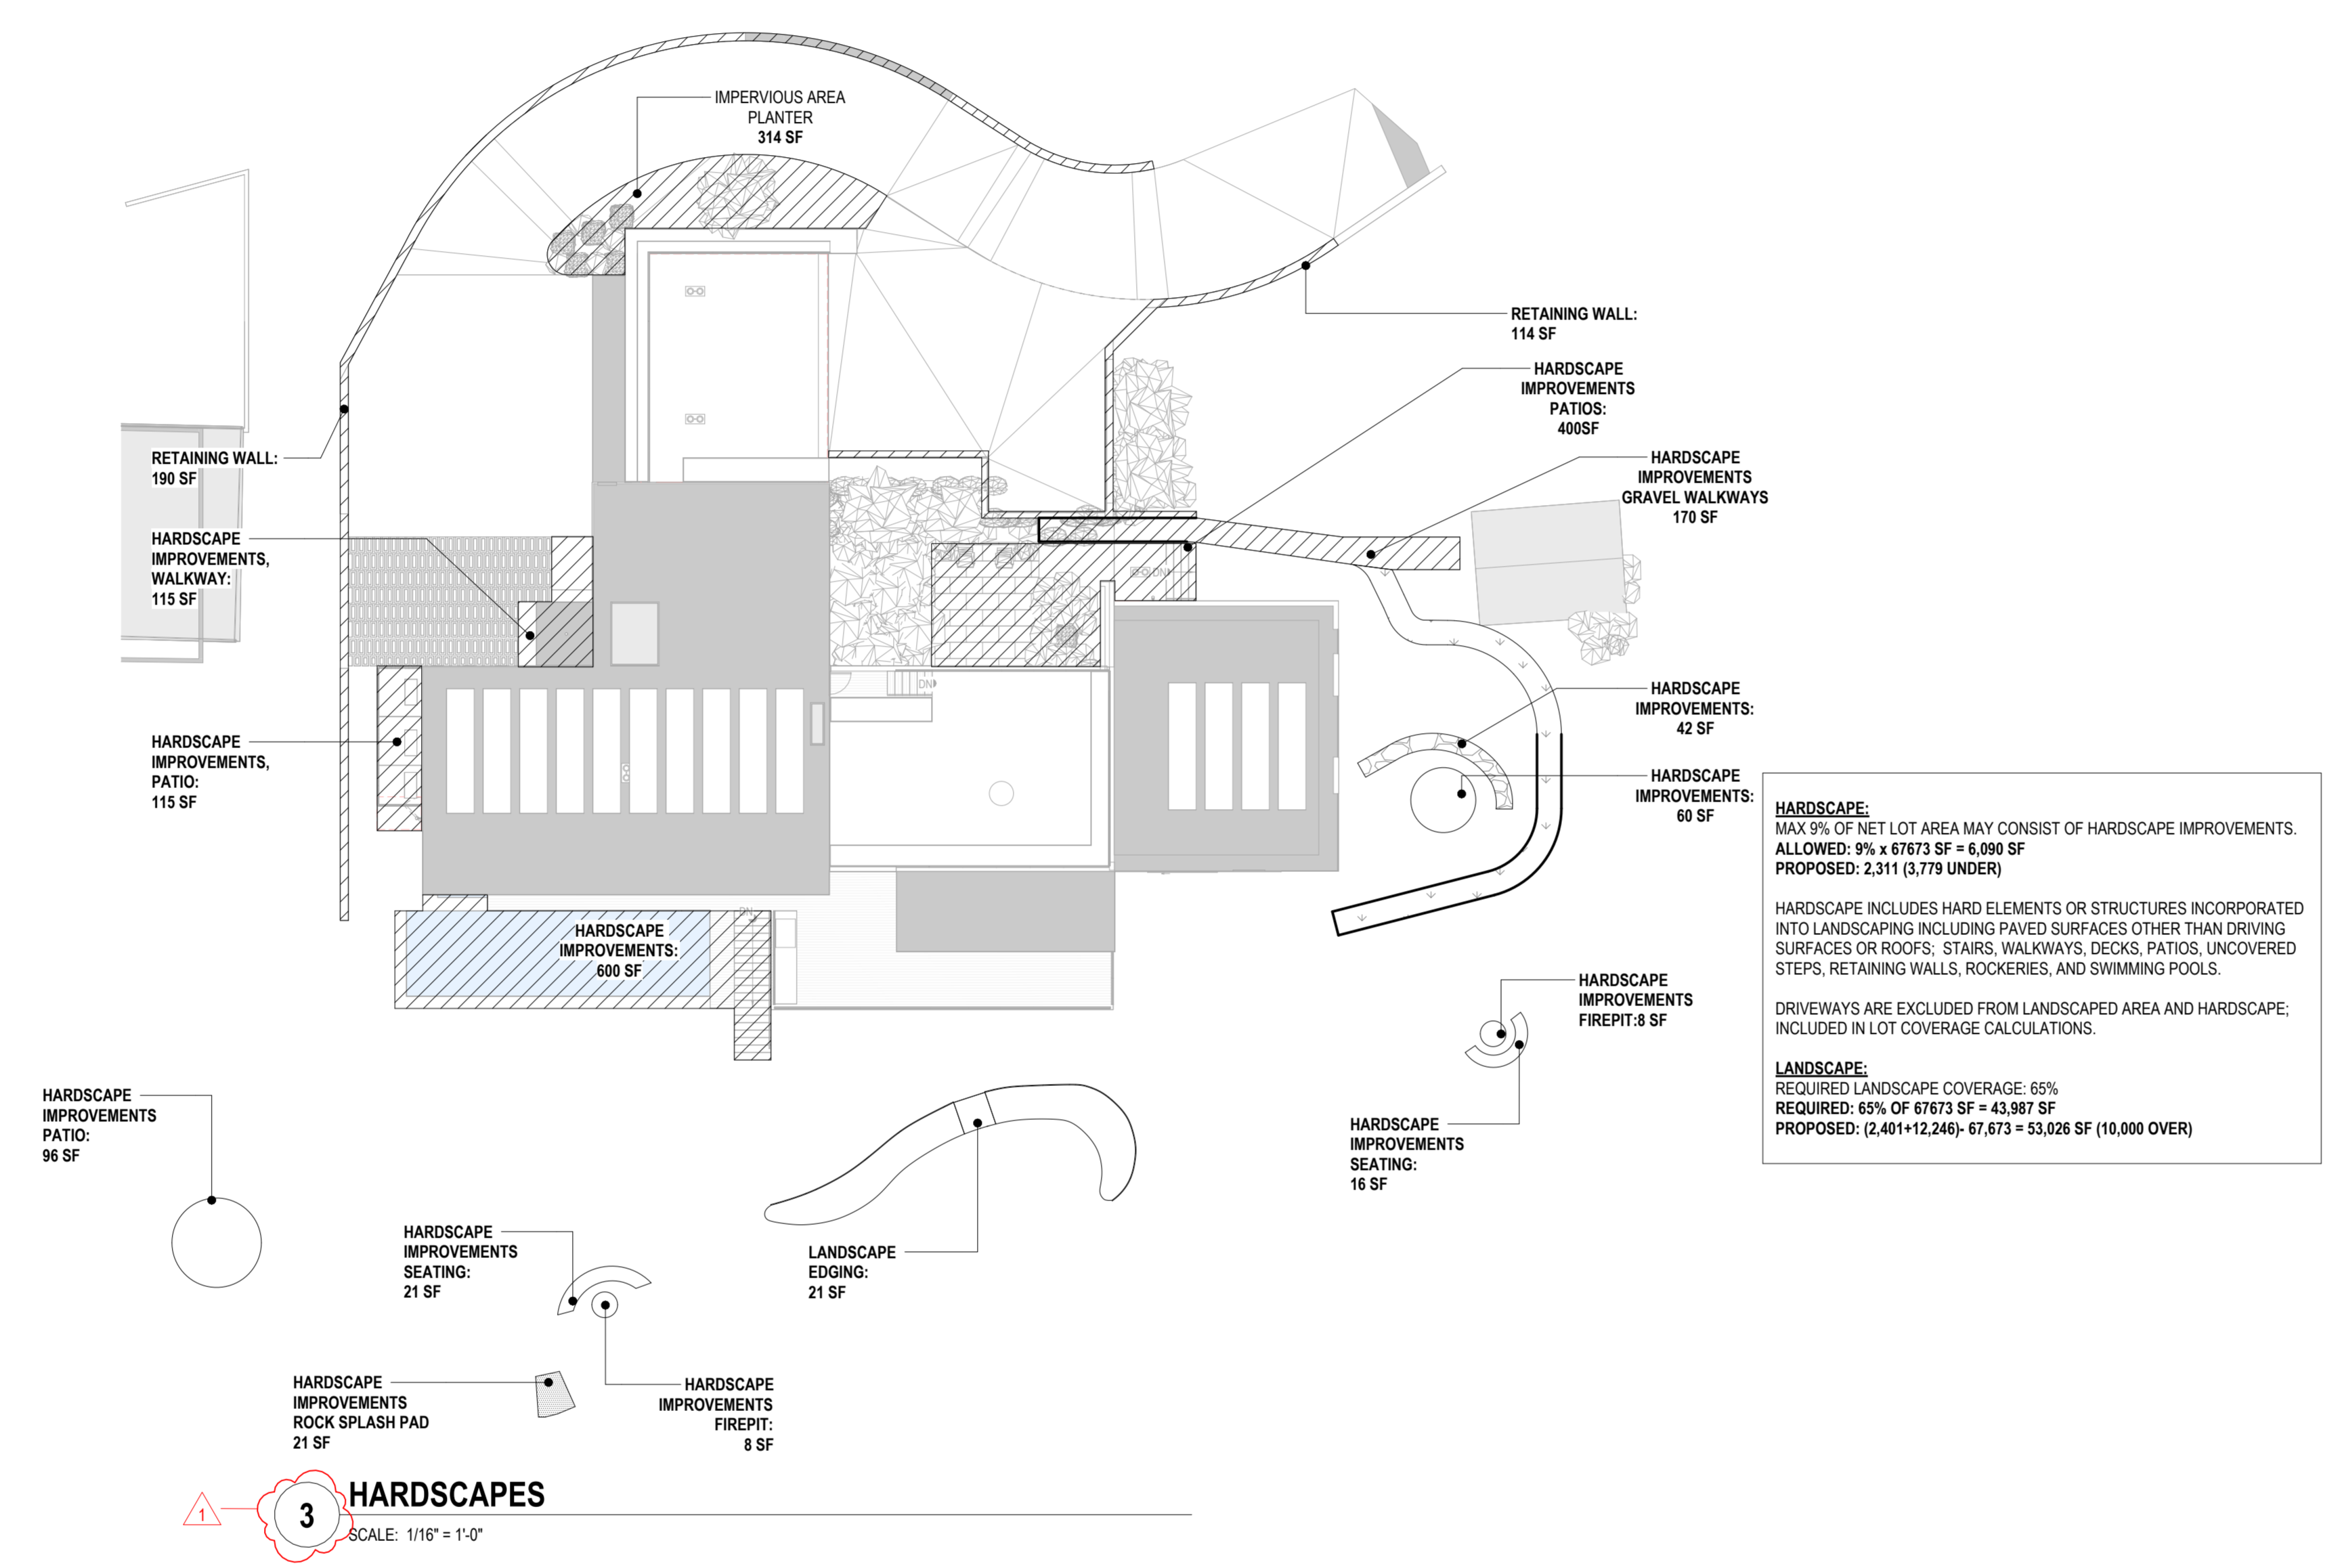 IMPERVIOUS AREA
PLANTER
314 SF
RETAINING WALL:
114 SF
HARDSCAPE
IMPROVEMENTS
PATIOS:
400SF
HARDSCAPE
IMPROVEMENTS
GRAVEL WALKWAYS
170 SF
RETAINING WALL:
190 SF
HARDSCAPE
IMPROVEMENTS,
WALKWAY:
115 SF
DN
DN
HARDSCAPE
IMPROVEMENTS:
42 SF
HARDSCAPE
IMPROVEMENTS,
PATIO:
115 SF
HARDSCAPE
IMPROVEMENTS:
60 SF
HARDSCAPE:
MAX 9% OF NET LOT AREA MAY CONSIST OF HARDSCAPE IMPROVEMENTS.
ALLOWED: 9% x 67673 SF = 6,090 SF
PROPOSED: 2,311 (3,779 UNDER)
HARDSCAPE INCLUDES HARD ELEMENTS OR STRUCTURES INCORPORATED
INTO LANDSCAPING INCLUDING PAVED SURFACES OTHER THAN DRIVING
SURFACES OR ROOFS; STAIRS, WALKWAYS, DECKS, PATIOS, UNCOVERED
STEPS, RETAINING WALLS, ROCKERIES, AND SWIMMING POOLS.
DRIVEWAYS ARE EXCLUDED FROM LANDSCAPED AREA AND HARDSCAPE;
INCLUDED IN LOT COVERAGE CALCULATIONS.
LANDSCAPE:
REQUIRED LANDSCAPE COVERAGE: 65%
REQUIRED: 65% OF 67673 SF = 43,987 SF
PROPOSED: (2,401+12,246)- 67,673 = 53,026 SF (10,000 OVER)
DN
HARDSCAPE
IMPROVEMENTS:
600 SF
HARDSCAPE
IMPROVEMENTS
FIREPIT:8 SF
HARDSCAPE
IMPROVEMENTS
PATIO:
96 SF
HARDSCAPE
IMPROVEMENTS
SEATING:
16 SF
HARDSCAPE
IMPROVEMENTS
SEATING:
21 SF
LANDSCAPE
EDGING:
21 SF
HARDSCAPE
IMPROVEMENTS
ROCK SPLASH PAD
21 SF
HARDSCAPE
IMPROVEMENTS
FIREPIT:
8 SF
1
3
HARDSCAPES
SCALE: 1/16" = 1'-0"